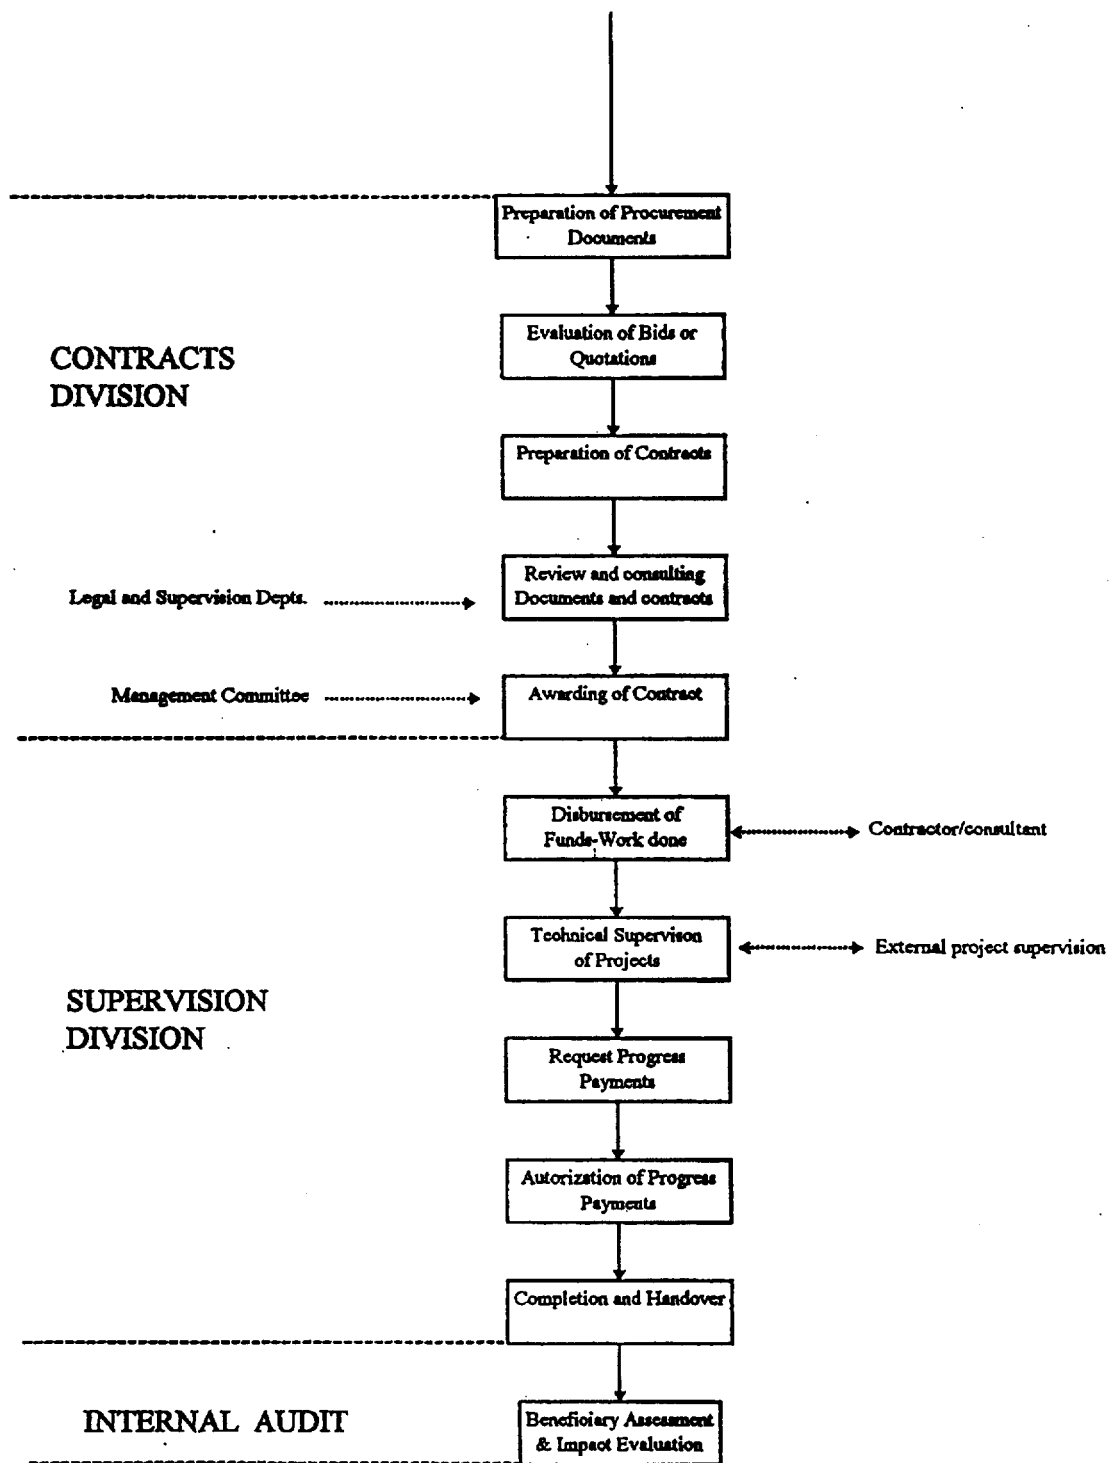 Preparation of Procurement
Documents
Evaluation of Bids or
Quotations
CONTRACTS
DIVISION
Preparation of Contracts
Review and consulting
Documents and contracts
Legal and Supervision Depts.
Awarding of Contract
Management Committee
Disbursement of
Funds-Work done
Contractor/consultant
Technical Supervison
of Projects
External project supervision
SUPERVISION
DIVISION
Request Progress
Payments
Autorization of Progress
Payments
Completion and Handover
INTERNAL AUDIT
Beneficiary Assessment
& Impact Evaluation